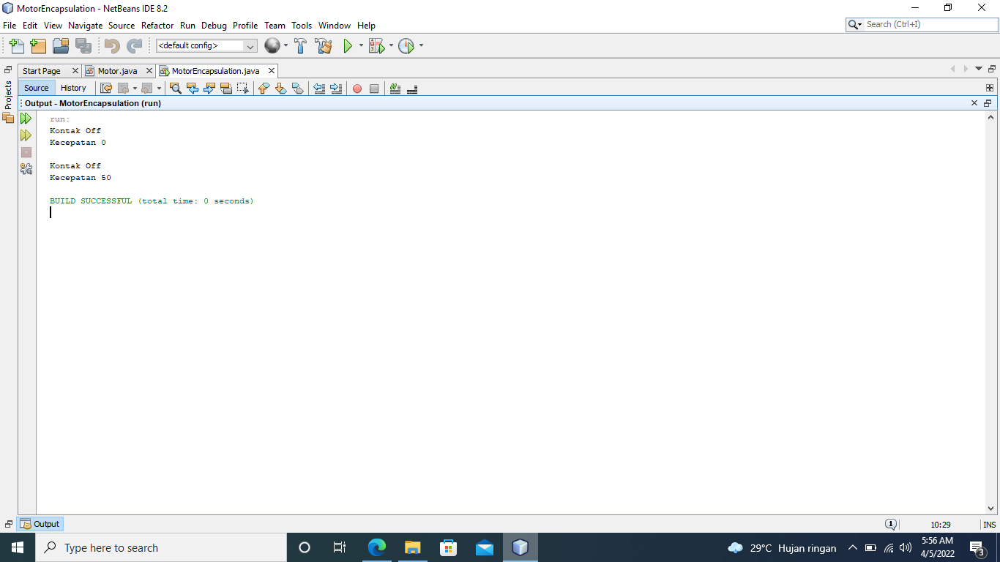 MotorEncapsulation - NetBeans IDE 8.2
File Edit View Navigate Source Refactor Run Debug Profile Team Tools Window Help
Search (Ctrl+I)
<default config>
Start Page Motor.java MotorEncapsulation.java
Projects
Source History
Output - MotorEncapsulation (run)
run:
Kontak Off
Kecepatan 0
Kontak Off
Kecepatan 50
BUILD SUCCESSFUL (total time: 0 seconds)
Output
1
10:29
INS
Type here to search
29°C Hujan ringan
5:56 AM
4/5/2022
3